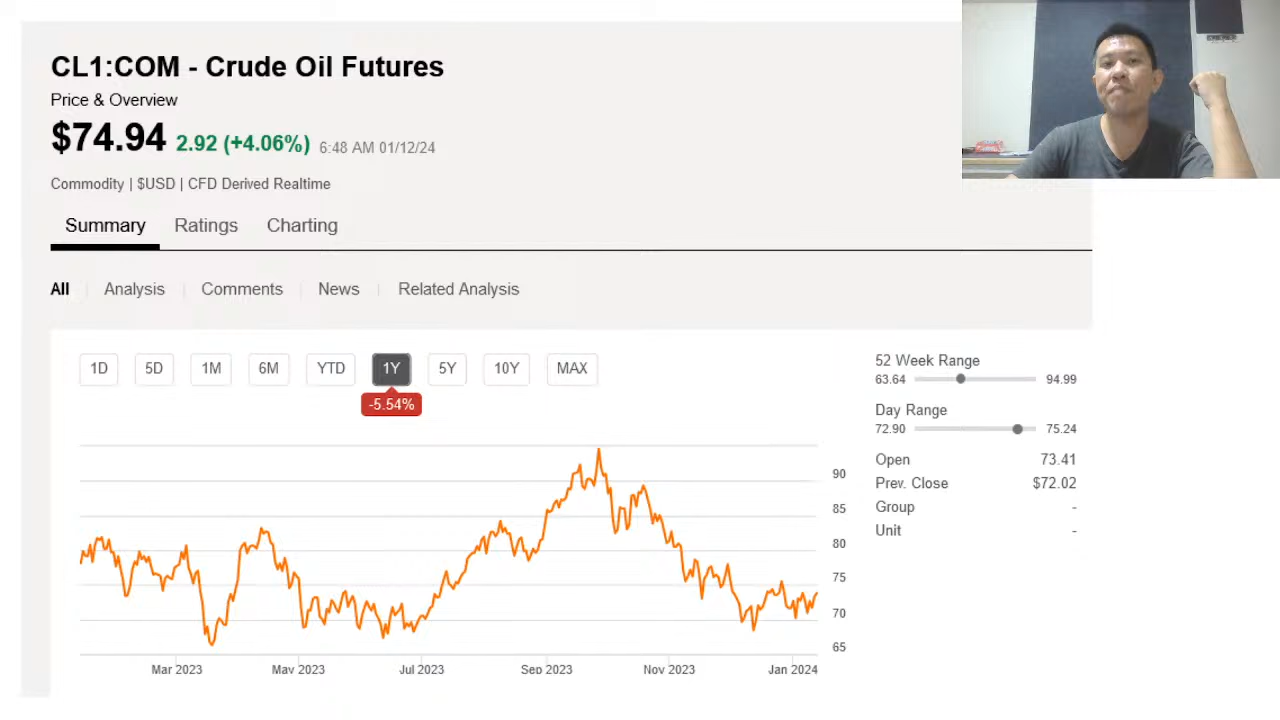 CL1:COM - Crude Oil Futures
Price & Overview
$74.94 2.92 (+4.06%) 6:48 AM 01/12/24
Commodity | $USD | CFD Derived Realtime
Summary Ratings Charting
All | Analysis | Comments | News | Related Analysis
1D 5D 1M 6M YTD 1Y 5Y 10Y MAX
-5.54%
90
85
80
75
70
65
Mar 2023 May 2023 Jul 2023 Sep 2023 Nov 2023 Jan 2024
52 Week Range
63.64 94.99
Day Range
72.90 75.24
Open 73.41
Prev. Close $72.02
Group -
Unit -